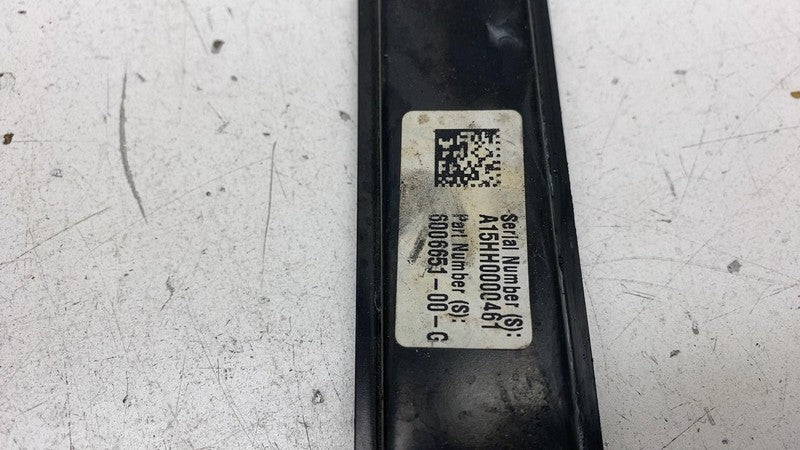 Serial Number (S):
A15HH0000461
Part Number (S):
6006651-00-G